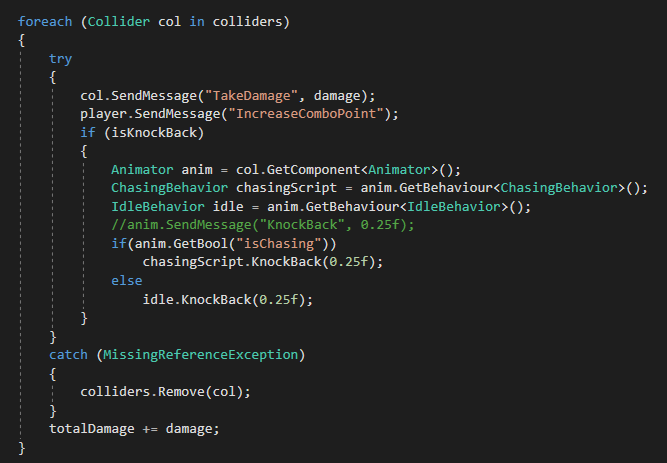 foreach (Collider col in colliders)
{
    try
    {
        col.SendMessage("TakeDamage", damage);
        player.SendMessage("IncreaseComboPoint");
        if (isKnockBack)
        {
            Animator anim = col.GetComponent<Animator>();
            ChasingBehavior chasingScript = anim.GetBehaviour<ChasingBehavior>();
            IdleBehavior idle = anim.GetBehaviour<IdleBehavior>();
            //anim.SendMessage("KnockBack", 0.25f);
            if(anim.GetBool("isChasing"))
                chasingScript.KnockBack(0.25f);
            else
                idle.KnockBack(0.25f);
        }
    }
    catch (MissingReferenceException)
    {
        colliders.Remove(col);
    }
    totalDamage += damage;
}